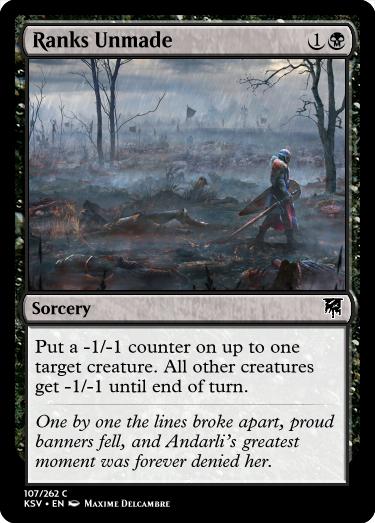 Ranks Unmade 1
Sorcery
Put a -1/-1 counter on up to one
target creature. All other creatures
get -1/-1 until end of turn.
One by one the lines broke apart, proud
banners fell, and Andarli's greatest
moment was forever denied her.
107/262 C
KSV • EN Maxime Delcambre